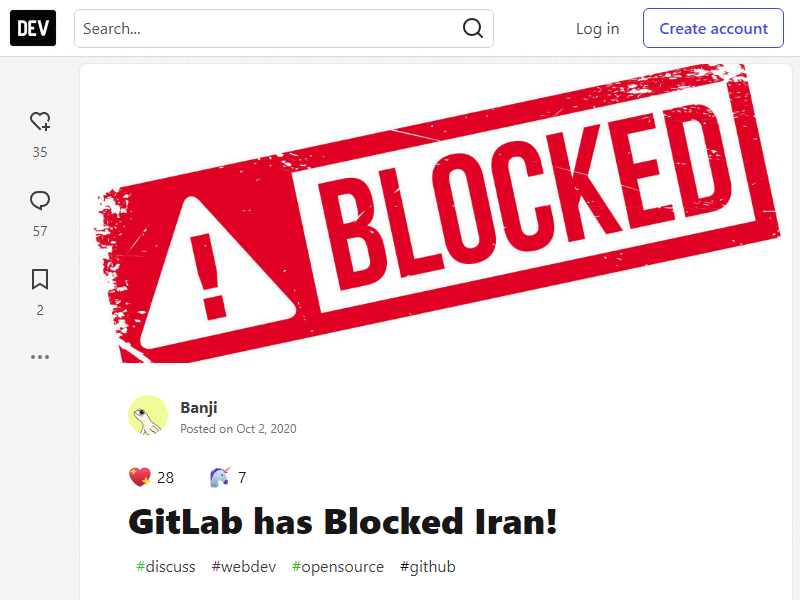 DEV Search... Log in Create account
BLOCKED
35
57
2
Banji
Posted on Oct 2, 2020
28 7
GitLab has Blocked Iran!
#discuss #webdev #opensource #github